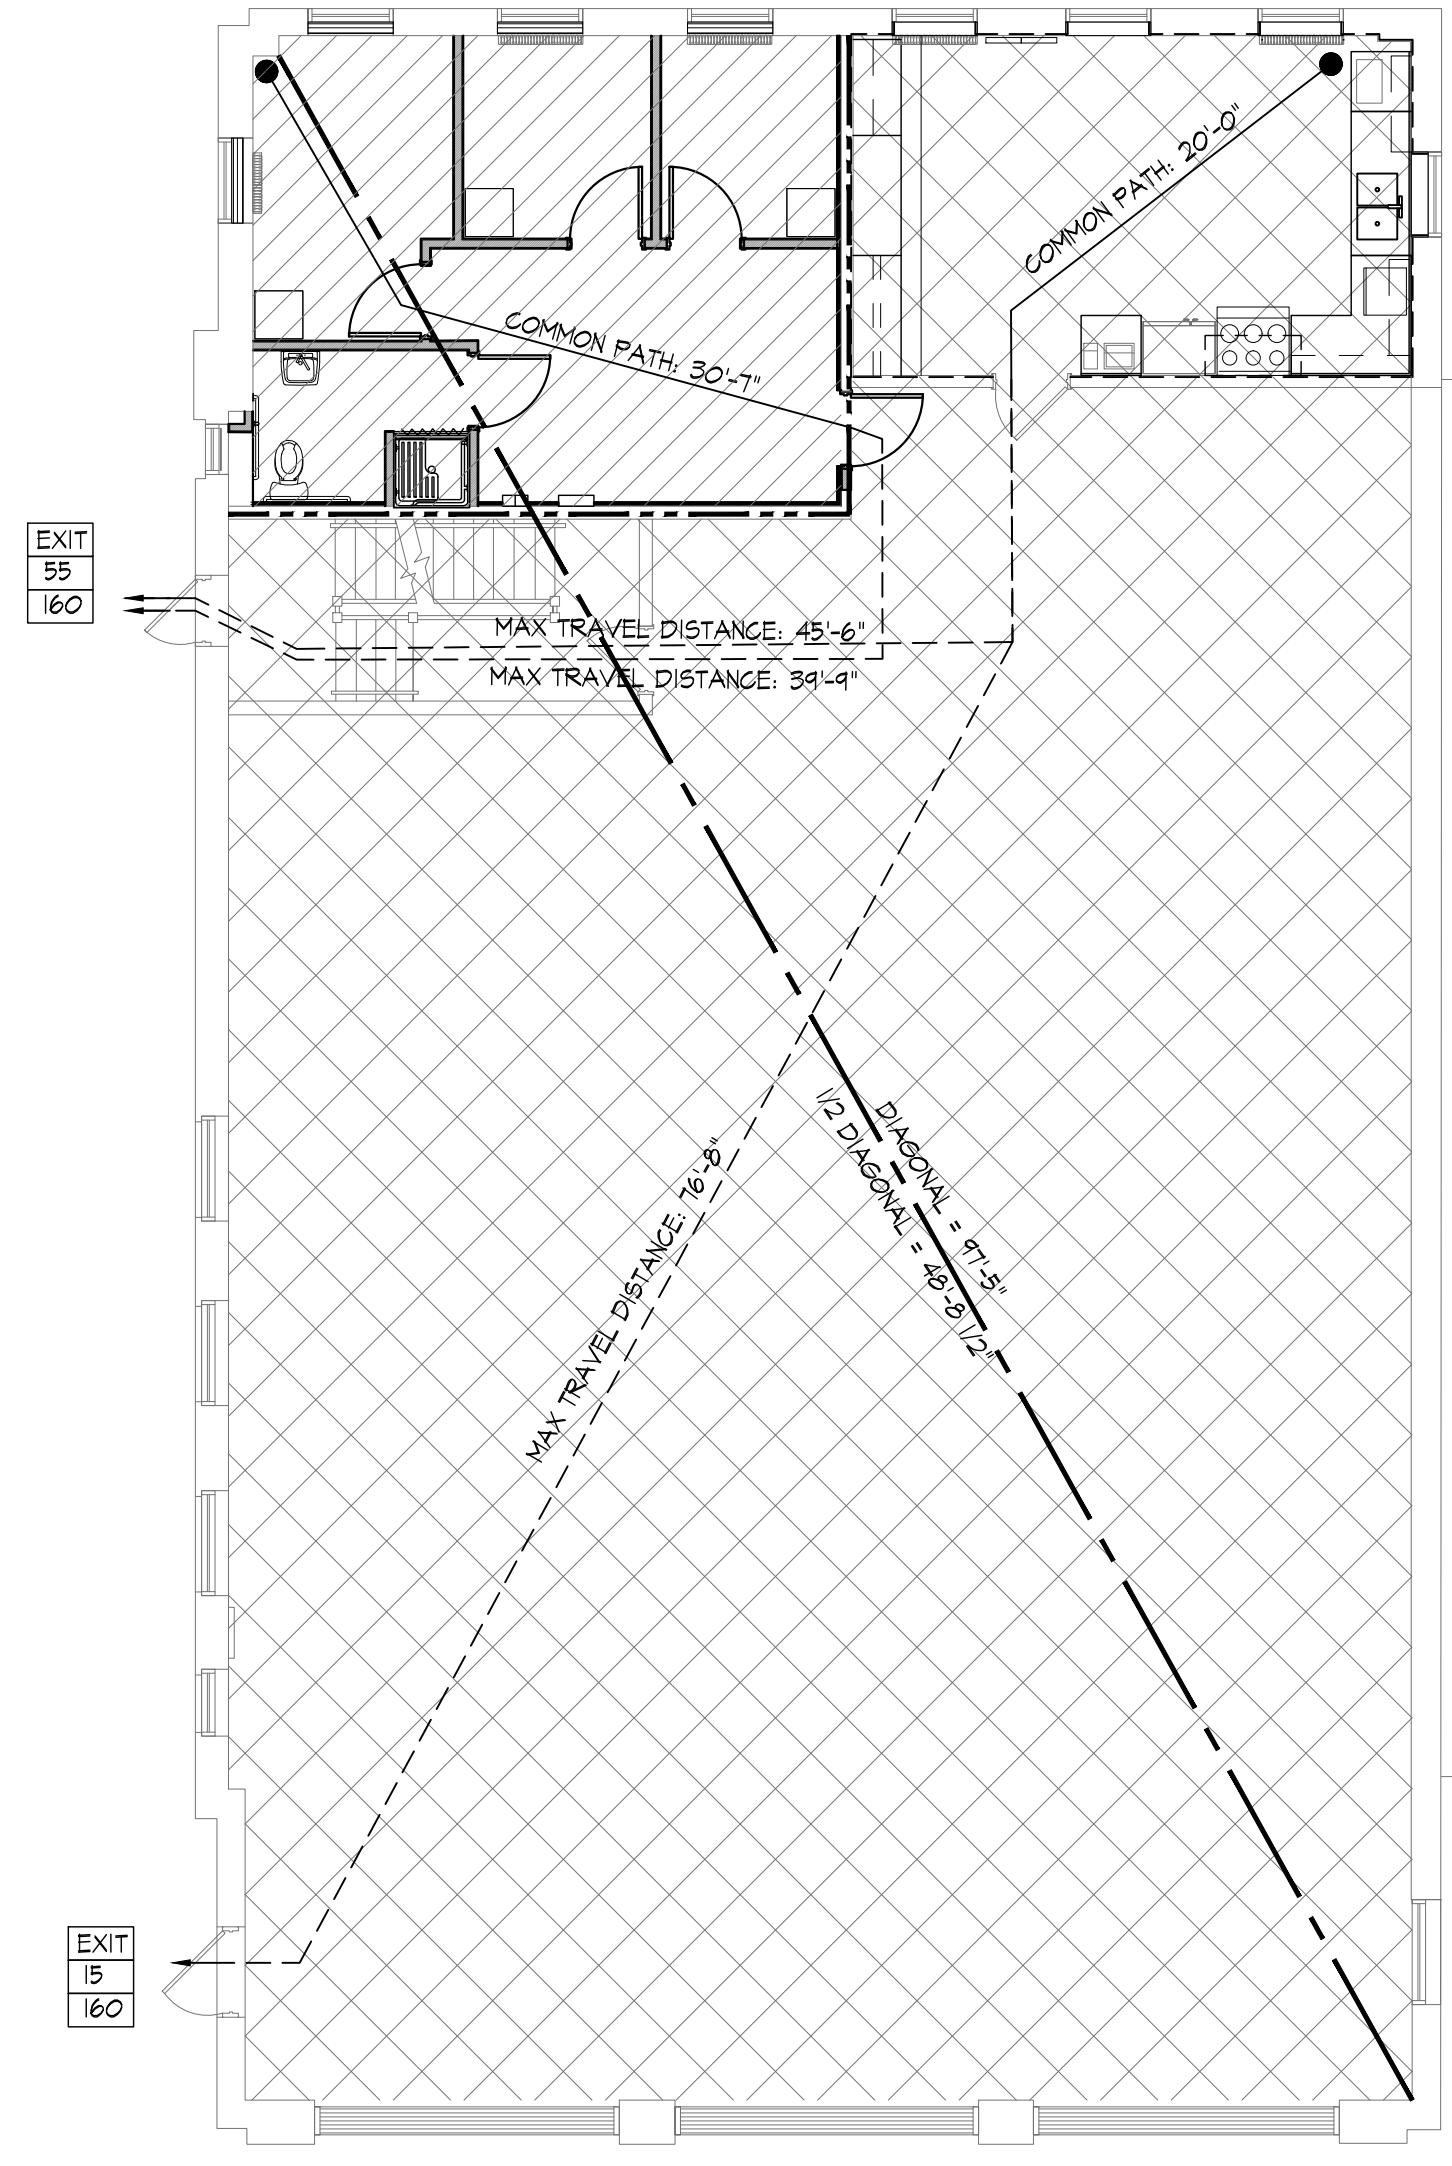 COMMON PATH: 20'-0"
COMMON PATH: 30'-7"
EXIT
55
160
MAX TRAVEL DISTANCE: 45'-6"
MAX TRAVEL DISTANCE: 39'-9"
DIAGONAL = 97'-5"
1/2 DIAGONAL = 48'-8 1/2"
MAX TRAVEL DISTANCE: 76'-8"
EXIT
15
160